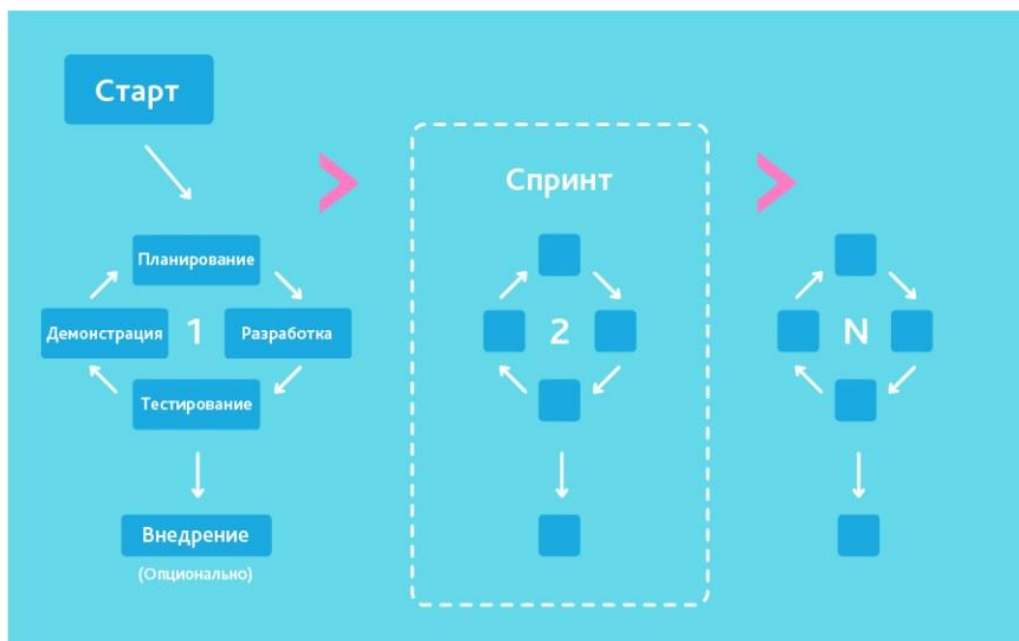 Старт
Спринт
Планирование
Демонстрация
1
Разработка
Тестирование
Внедрение
(Опционально)
2
N